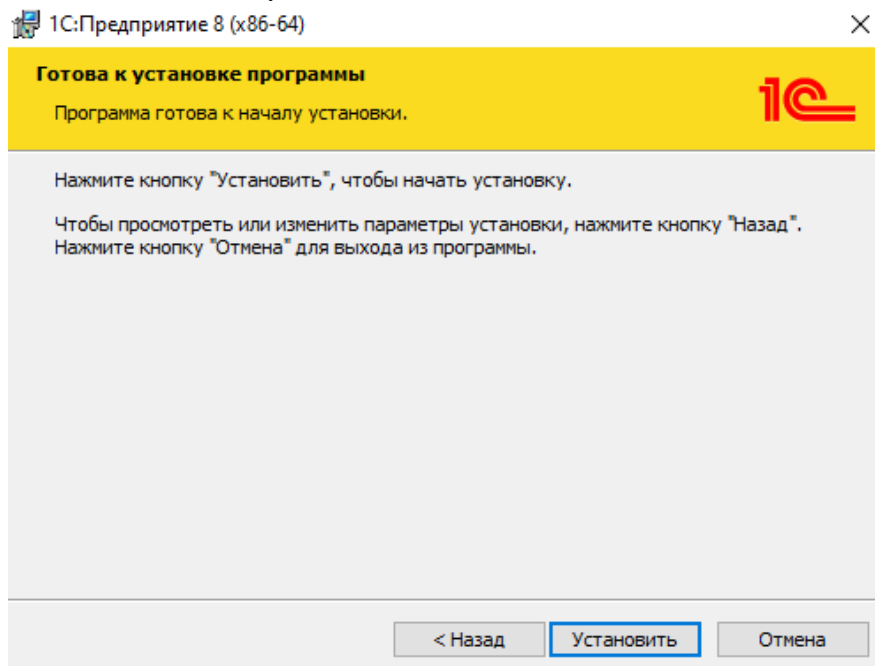 1С:Предприятие 8 (x86-64)
Готова к установке программы
Программа готова к началу установки.
1С
Нажмите кнопку "Установить", чтобы начать установку.
Чтобы просмотреть или изменить параметры установки, нажмите кнопку "Назад".
Нажмите кнопку "Отмена" для выхода из программы.
< Назад
Установить
Отмена